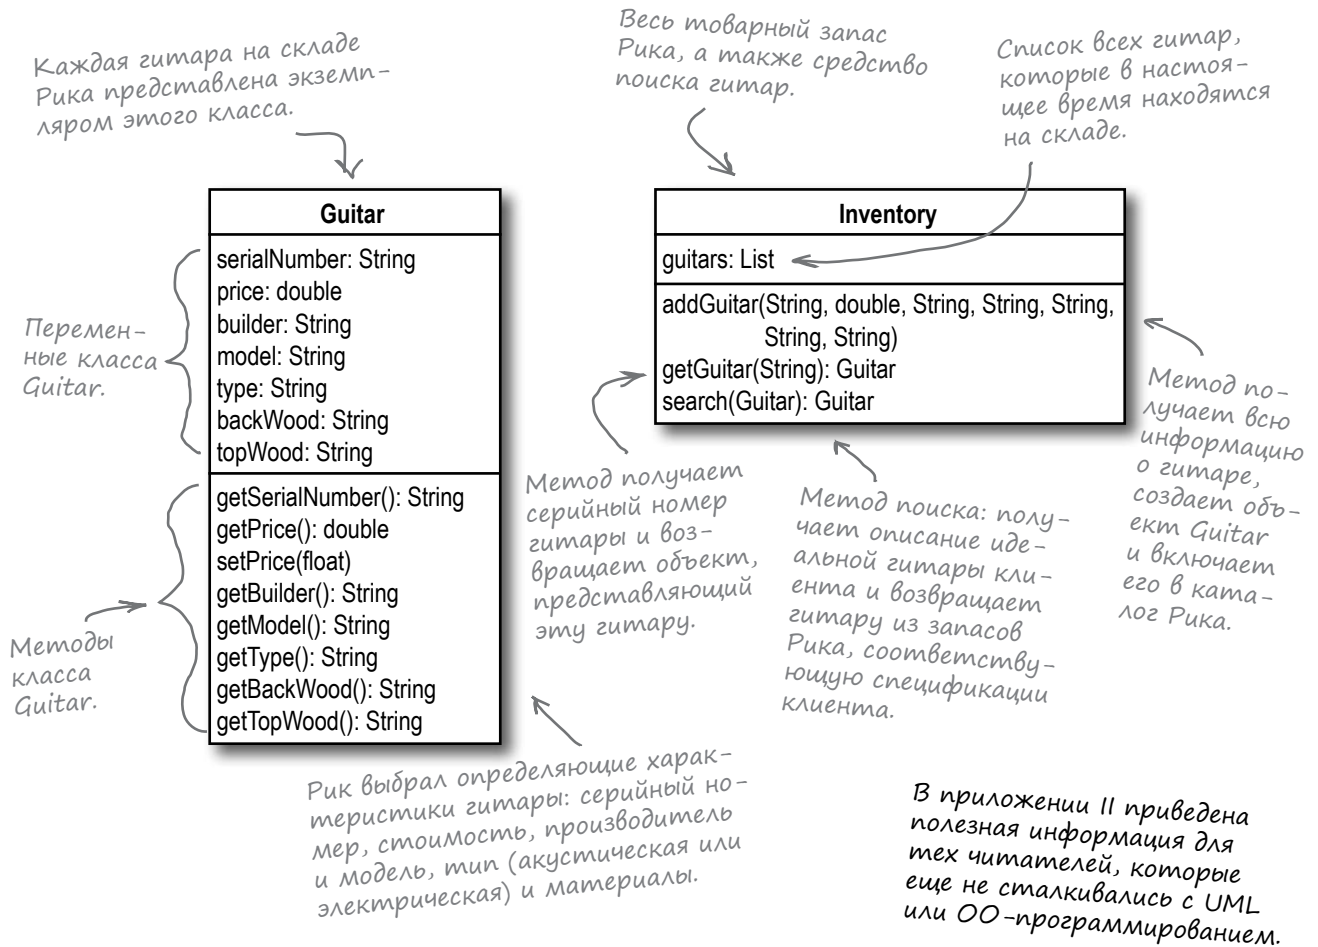 Каждая гитара на складе
Рика представлена экземп-
ляром этого класса.
Весь товарный запас
Рика, а также средство
поиска гитар.
Список всех гитар,
которые в настоя-
щее время находятся
на складе.
Guitar
serialNumber: String
price: double
builder: String
model: String
type: String
backWood: String
topWood: String
getSerialNumber(): String
getPrice(): double
setPrice(float)
getBuilder(): String
getModel(): String
getType(): String
getBackWood(): String
getTopWood(): String
Перемен-
ные класса
Guitar.
Методы
класса
Guitar.
Inventory
guitars: List
addGuitar(String, double, String, String, String,
String, String)
getGuitar(String): Guitar
search(Guitar): Guitar
Метод получает
серийный номер
гитары и воз-
вращает объект,
представляющий
эту гитару.
Метод поиска: полу-
чает описание иде-
альной гитары кли-
ента и возвращает
гитару из запасов
Рика, соответству-
ющую спецификации
клиента.
Метод по-
лучает всю
информацию
о гитаре,
создает объ-
ект Guitar
и включает
его в ката-
лог Рика.
Рик выбрал определяющие харак-
теристики гитары: серийный но-
мер, стоимость, производитель
и модель, тип (акустическая или
электрическая) и материалы.
В приложении II приведена
полезная информация для
тех читателей, которые
еще не сталкивались с UML
или ОО-программированием.